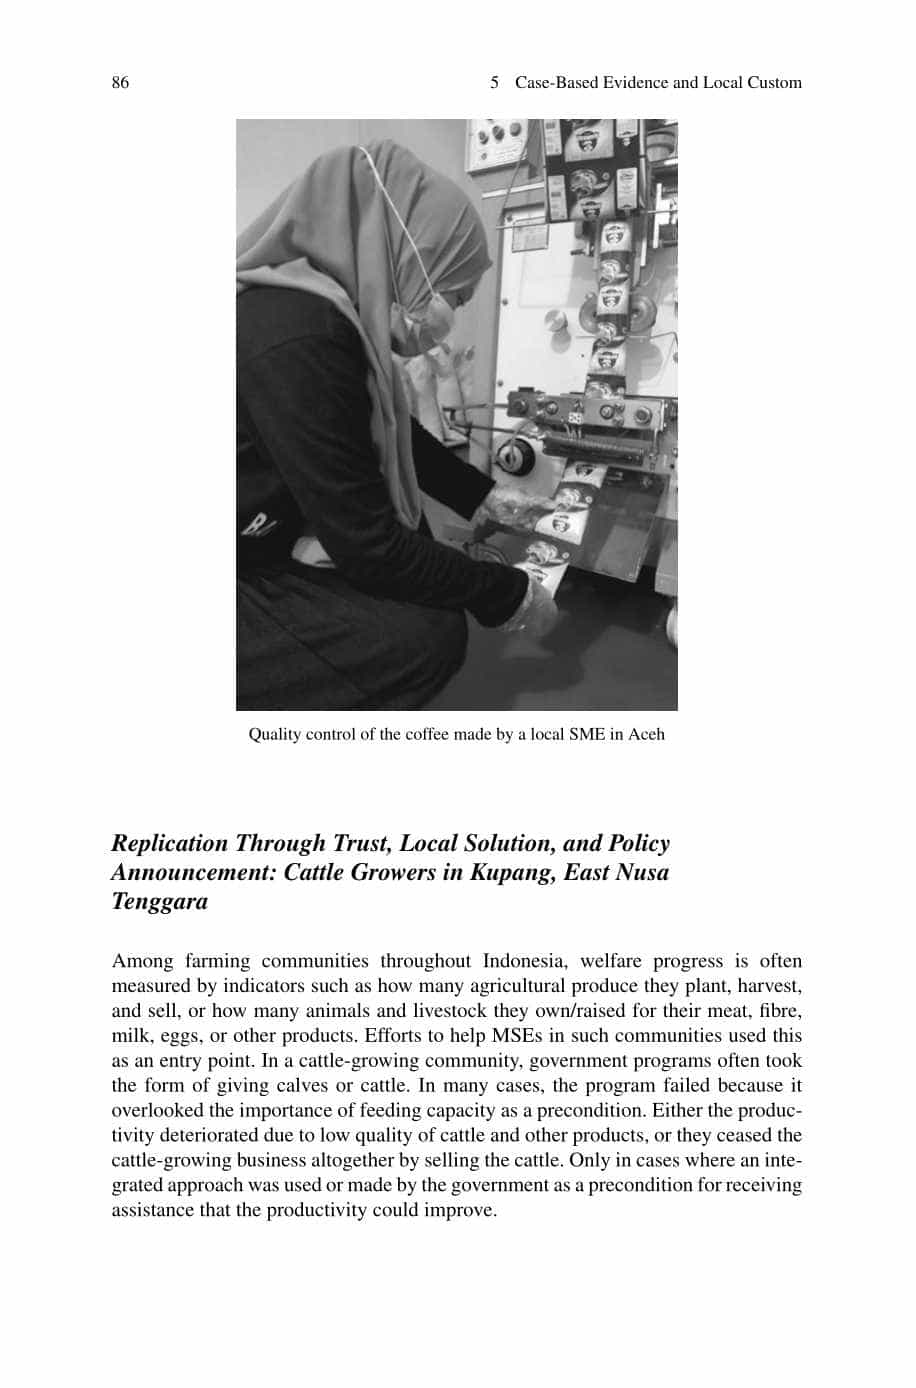 86
5 Case-Based Evidence and Local Custom
Quality control of the coffee made by a local SME in Aceh
Replication Through Trust, Local Solution, and Policy
Announcement: Cattle Growers in Kupang, East Nusa
Tenggara
Among farming communities throughout Indonesia, welfare progress is often
measured by indicators such as how many agricultural produce they plant, harvest,
and sell, or how many animals and livestock they own/raised for their meat, fibre,
milk, eggs, or other products. Efforts to help MSEs in such communities used this
as an entry point. In a cattle-growing community, government programs often took
the form of giving calves or cattle. In many cases, the program failed because it
overlooked the importance of feeding capacity as a precondition. Either the produc-
tivity deteriorated due to low quality of cattle and other products, or they ceased the
cattle-growing business altogether by selling the cattle. Only in cases where an inte-
grated approach was used or made by the government as a precondition for receiving
assistance that the productivity could improve.